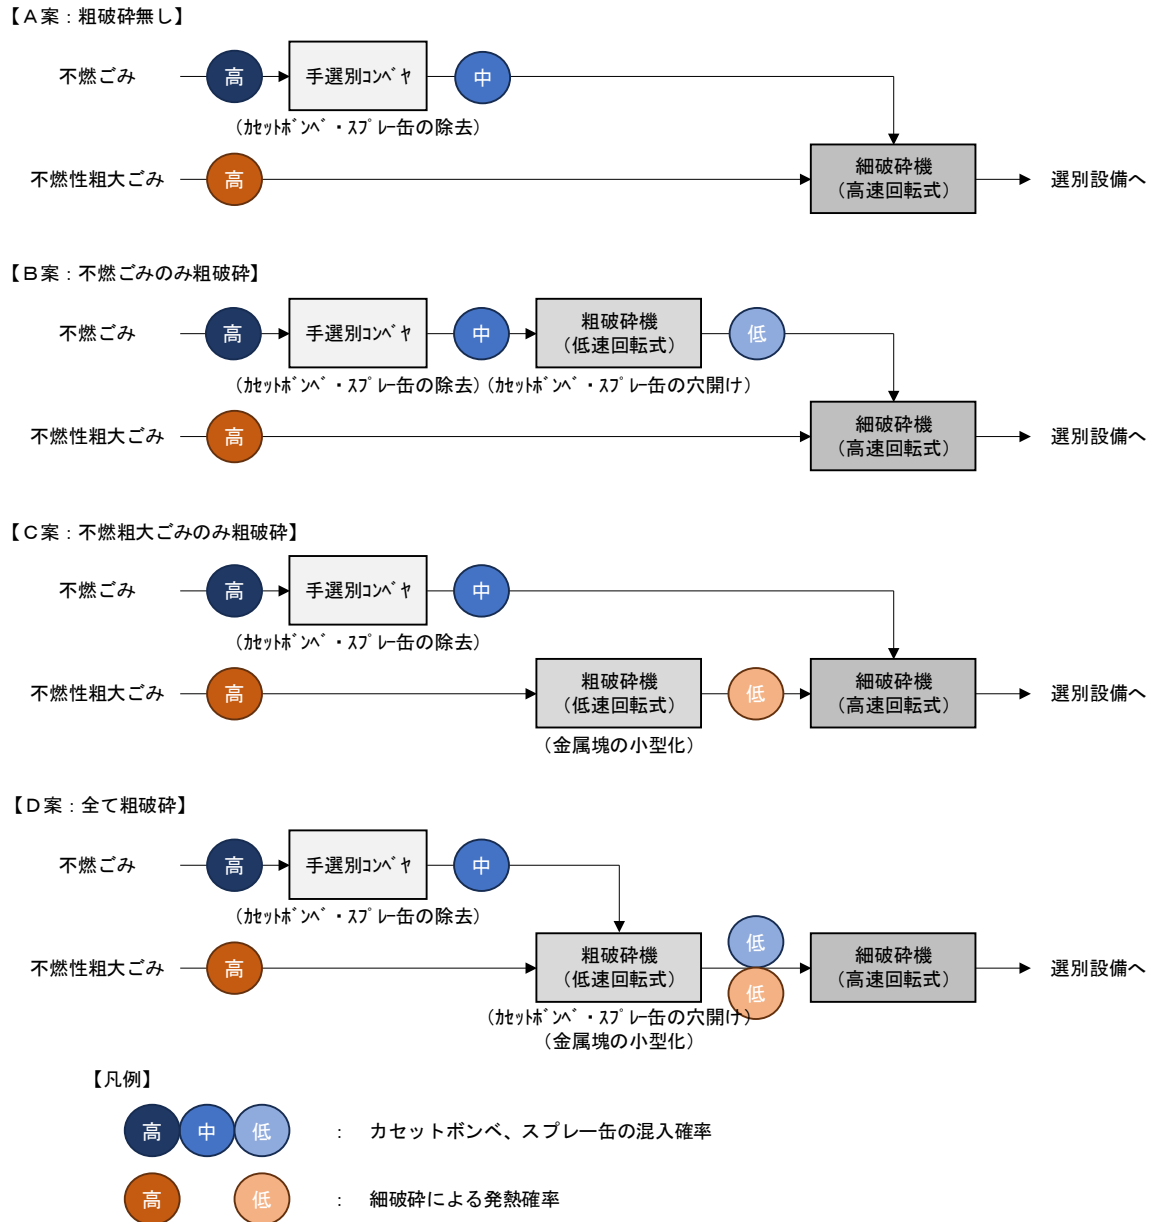 【Ａ案：粗破砕無し】
不燃ごみ 高 手選別ｺﾝﾍﾞﾔ 中
（ｶｾｯﾄﾎﾞﾝﾍﾞ・ｽﾌﾟﾚｰ缶の除去）
不燃性粗大ごみ 高 細破砕機 選別設備へ
（高速回転式）
【Ｂ案：不燃ごみのみ粗破砕】
不燃ごみ 高 手選別ｺﾝﾍﾞﾔ 中 粗破砕機 低
（低速回転式）
（ｶｾｯﾄﾎﾞﾝﾍﾞ・ｽﾌﾟﾚｰ缶の除去）（ｶｾｯﾄﾎﾞﾝﾍﾞ・ｽﾌﾟﾚｰ缶の穴開け）
不燃性粗大ごみ 高 細破砕機 選別設備へ
（高速回転式）
【Ｃ案：不燃粗大ごみのみ粗破砕】
不燃ごみ 高 手選別ｺﾝﾍﾞﾔ 中
（ｶｾｯﾄﾎﾞﾝﾍﾞ・ｽﾌﾟﾚｰ缶の除去）
不燃性粗大ごみ 高 粗破砕機 低 細破砕機 選別設備へ
（低速回転式） （高速回転式）
（金属塊の小型化）
【Ｄ案：全て粗破砕】
不燃ごみ 高 手選別ｺﾝﾍﾞﾔ 中
（ｶｾｯﾄﾎﾞﾝﾍﾞ・ｽﾌﾟﾚｰ缶の除去）
低
不燃性粗大ごみ 高 粗破砕機 細破砕機 選別設備へ
（低速回転式） （高速回転式）
低
（ｶｾｯﾄﾎﾞﾝﾍﾞ・ｽﾌﾟﾚｰ缶の穴開け）
（金属塊の小型化）
【凡例】
高 中 低 ： カセットボンベ、スプレー缶の混入確率
高 低 ： 細破砕による発熱確率